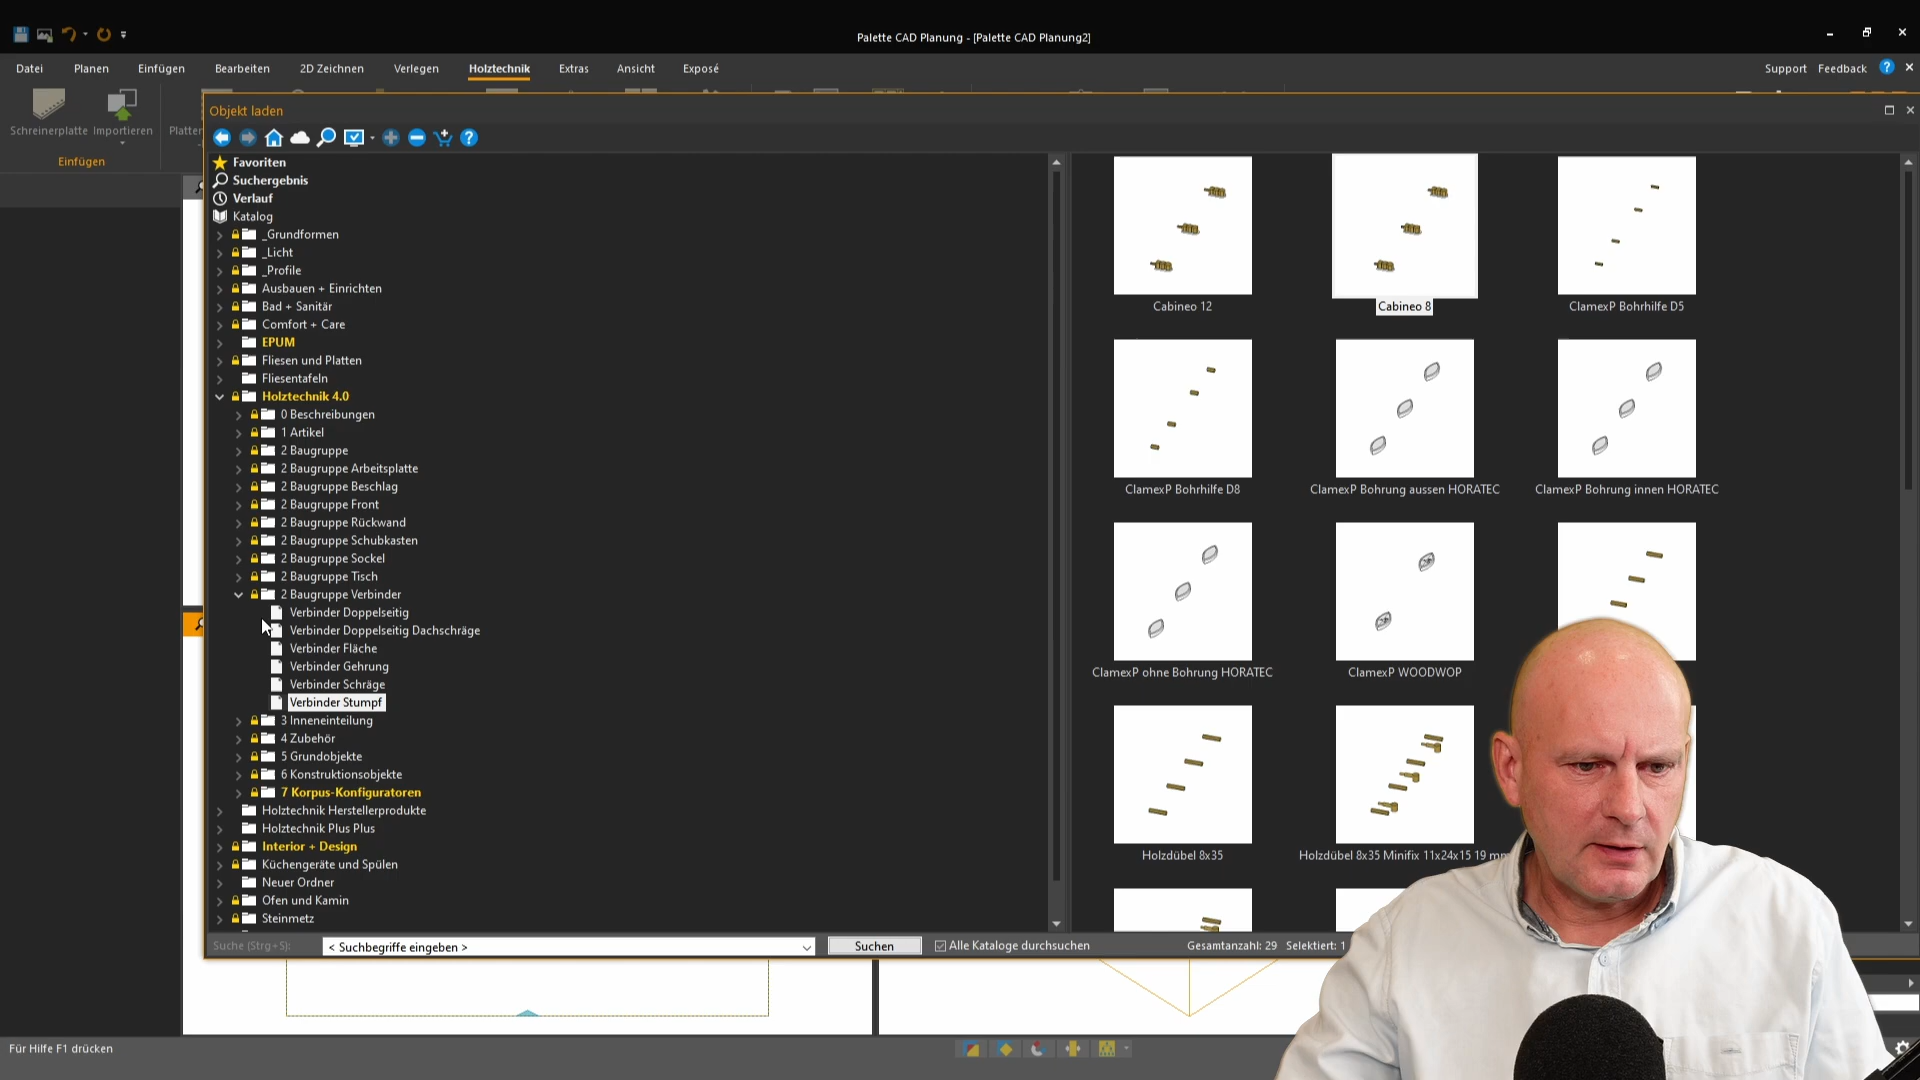 Palette CAD Planung - [Palette CAD Planung2]
Datei Planen Einfügen Bearbeiten 2D Zeichnen Verlegen Holztechnik Extras Ansicht Exposé Support Feedback
Schreinerplatte Importieren Platten
Einfügen
Objekt laden
Favoriten
Suchergebnis
Verlauf
Katalog
_Grundformen
_Licht
_Profile
Ausbauen + Einrichten
Bad + Sanitär
Comfort + Care
EPUM
Fliesen und Platten
Fliesentafeln
Holztechnik 4.0
0 Beschreibungen
1 Artikel
2 Baugruppe
2 Baugruppe Arbeitsplatte
2 Baugruppe Beschlag
2 Baugruppe Front
2 Baugruppe Rückwand
2 Baugruppe Schubkasten
2 Baugruppe Sockel
2 Baugruppe Tisch
2 Baugruppe Verbinder
Verbinder Doppelseitig
Verbinder Doppelseitig Dachschräge
Verbinder Fläche
Verbinder Gehrung
Verbinder Schräge
Verbinder Stumpf
3 Inneneinteilung
4 Zubehör
5 Grundobjekte
6 Konstruktionsobjekte
7 Korpus-Konfiguratoren
Holztechnik Herstellerprodukte
Holztechnik Plus Plus
Interior + Design
Küchengeräte und Spülen
Neuer Ordner
Ofen und Kamin
Steinmetz
Cabineo 12 Cabineo 8 ClamexP Bohrhilfe D5
ClamexP Bohrhilfe D8 ClamexP Bohrung aussen HORATEC ClamexP Bohrung innen HORATEC
ClamexP ohne Bohrung HORATEC ClamexP WOODWOP
Holzdübel 8x35 Holzdübel 8x35 Minifix 11x24x15 19 mm
Suche (Strg+S): < Suchbegriffe eingeben > Suchen Alle Kataloge durchsuchen Gesamtanzahl: 29 Selektiert: 1
Für Hilfe F1 drücken